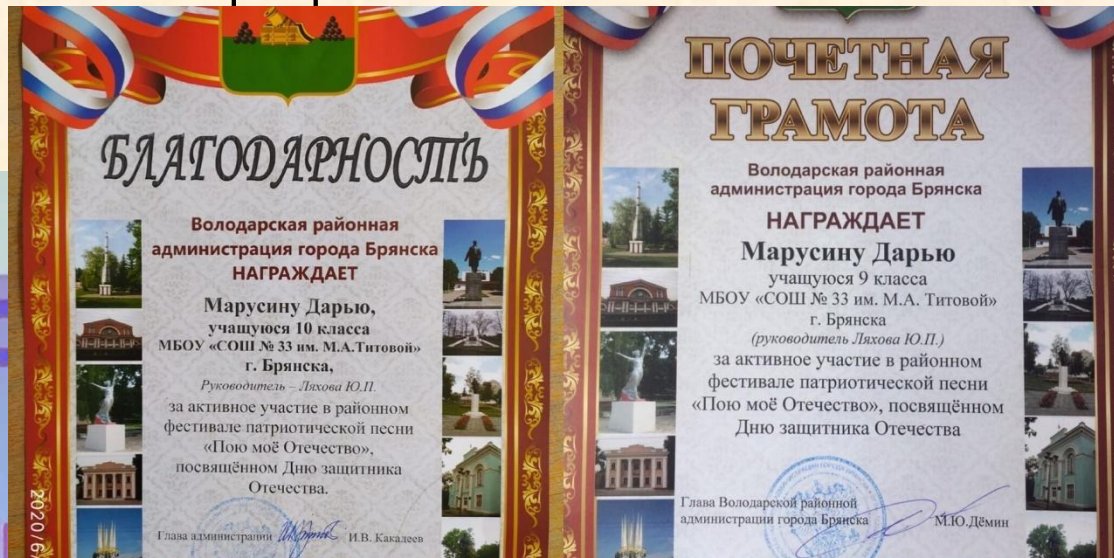 БЛАГОДАРНОСТЬ
Володарская районная
администрация города Брянска
НАГРАЖДАЕТ
Марусину Дарью,
учащуюся 10 класса
МБОУ «СОШ № 33 им. М.А.Титовой»
г. Брянска,
Руководитель – Ляхова Ю.П.
за активное участие в районном
фестивале патриотической песни
«Пою моё Отечество»,
посвящённом Дню защитника
Отечества.
Глава администрации И.В. Какадеев
2020/6/
ПОЧЕТНАЯ
ГРАМОТА
Володарская районная
администрация города Брянска
НАГРАЖДАЕТ
Марусину Дарью
учащуюся 9 класса
МБОУ «СОШ № 33 им. М.А. Титовой»
г. Брянска
(руководитель Ляхова Ю.П.)
за активное участие в районном
фестивале патриотической песни
«Пою моё Отечество», посвящённом
Дню защитника Отечества
Глава Володарской районной
администрации города Брянска М.Ю.Дёмин